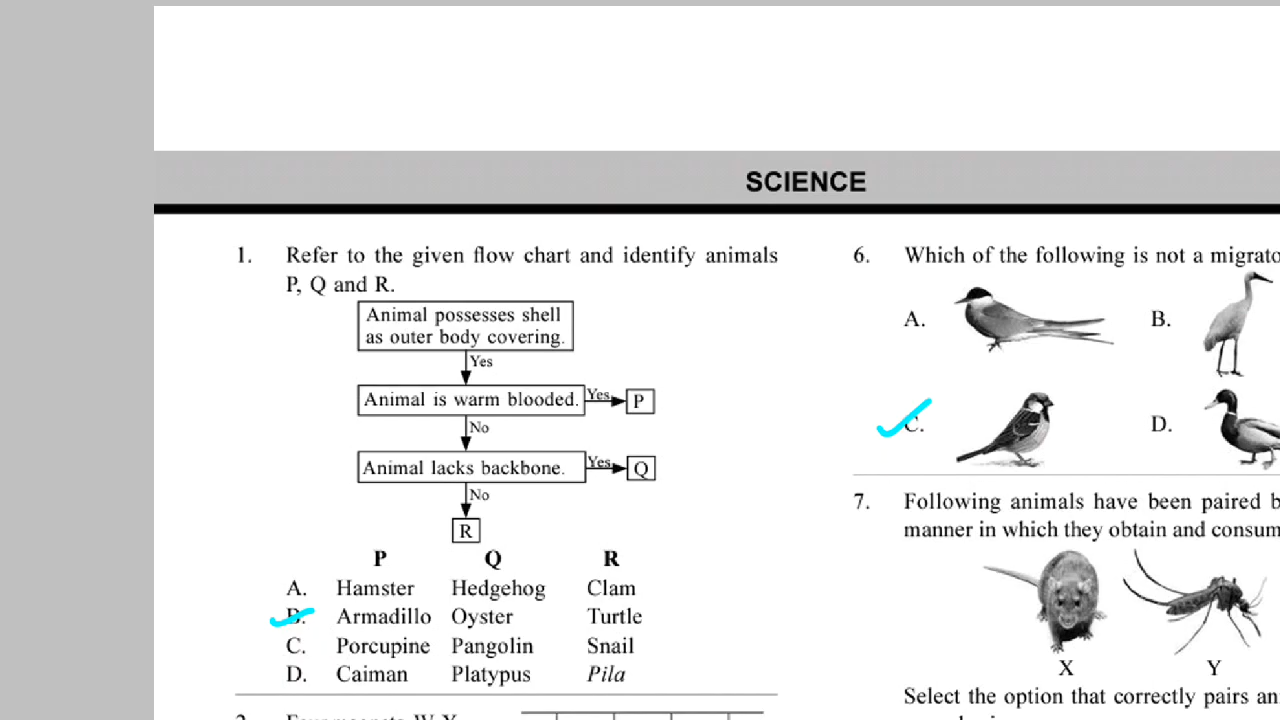 SCIENCE
1. Refer to the given flow chart and identify animals
P, Q and R.
Animal possesses shell
as outer body covering.
Yes
Animal is warm blooded. Yes P
No
Animal lacks backbone. Yes Q
No
R
P Q R
A. Hamster Hedgehog Clam
B. Armadillo Oyster Turtle
C. Porcupine Pangolin Snail
D. Caiman Platypus Pila
6. Which of the following is not a migrato
A. B.
C. D.
7. Following animals have been paired b
manner in which they obtain and consum
X Y
Select the option that correctly pairs an